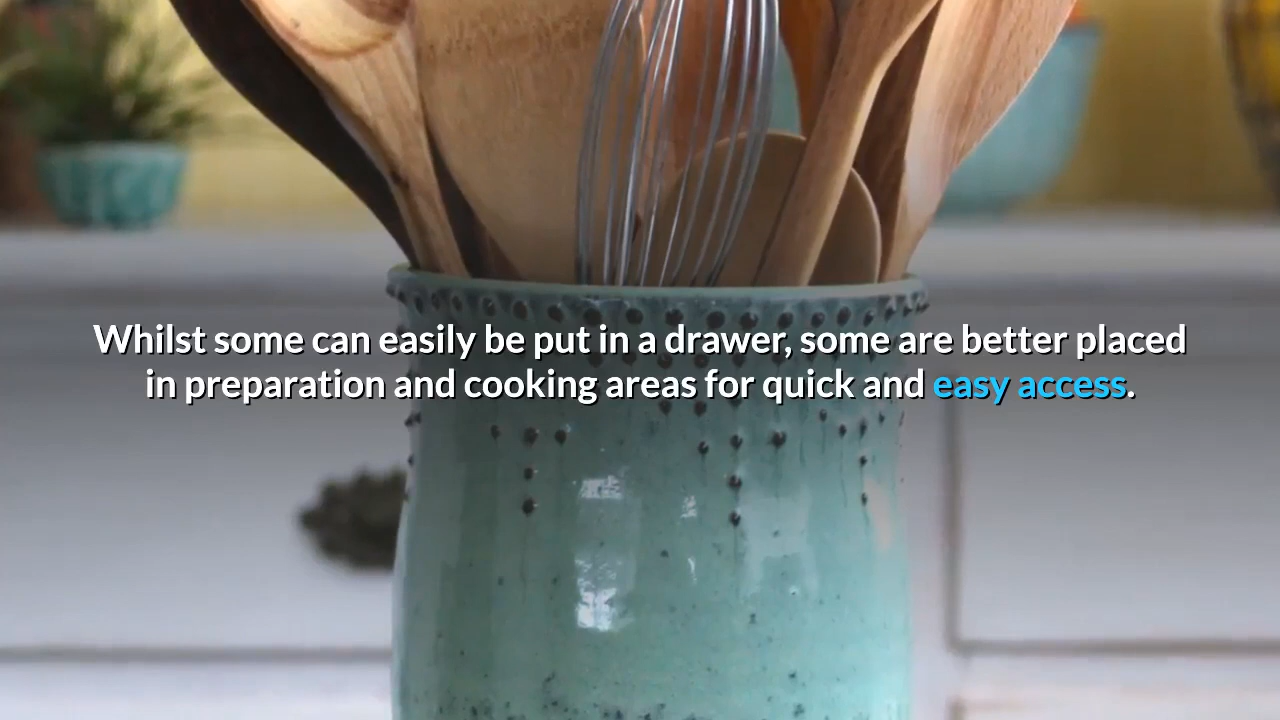 Whilst some can easily be put in a drawer, some are better placed
in preparation and cooking areas for quick and easy access.